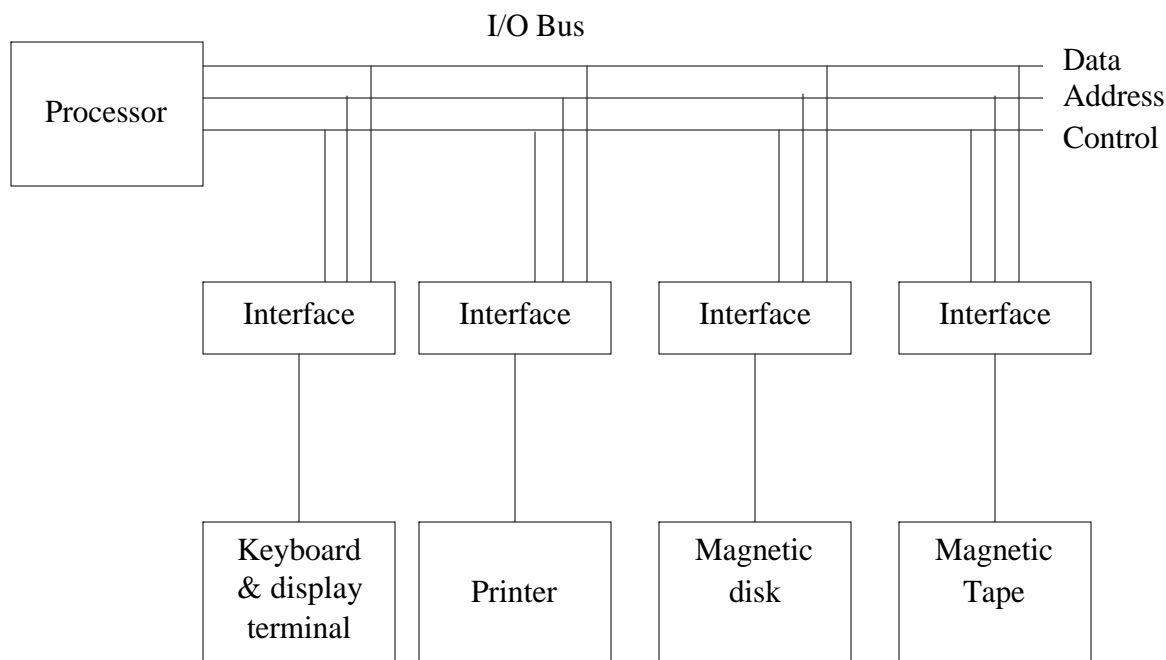 I/O Bus
Processor
Data
Address
Control
Interface
Interface
Interface
Interface
Keyboard
& display
terminal
Printer
Magnetic
disk
Magnetic
Tape